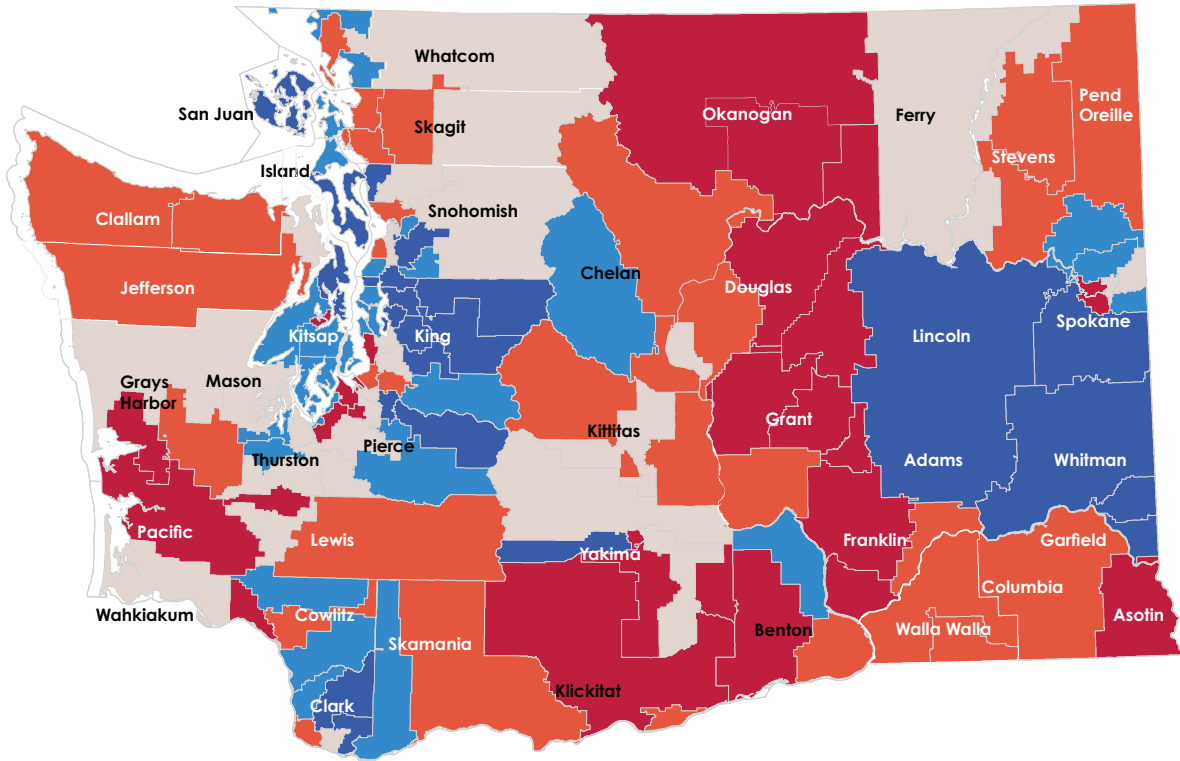 Whatcom
San Juan
Skagit
Okanogan
Ferry
Pend
Oreille
Stevens
Island
Clallam
Snohomish
Jefferson
Chelan
Douglas
Kitsap
King
Lincoln
Spokane
Grays
Harbor
Mason
Kittitas
Grant
Thurston
Pierce
Adams
Whitman
Pacific
Lewis
Yakima
Franklin
Garfield
Columbia
Wahkiakum
Cowlitz
Skamania
Benton
Walla Walla
Asotin
Clark
Klickitat